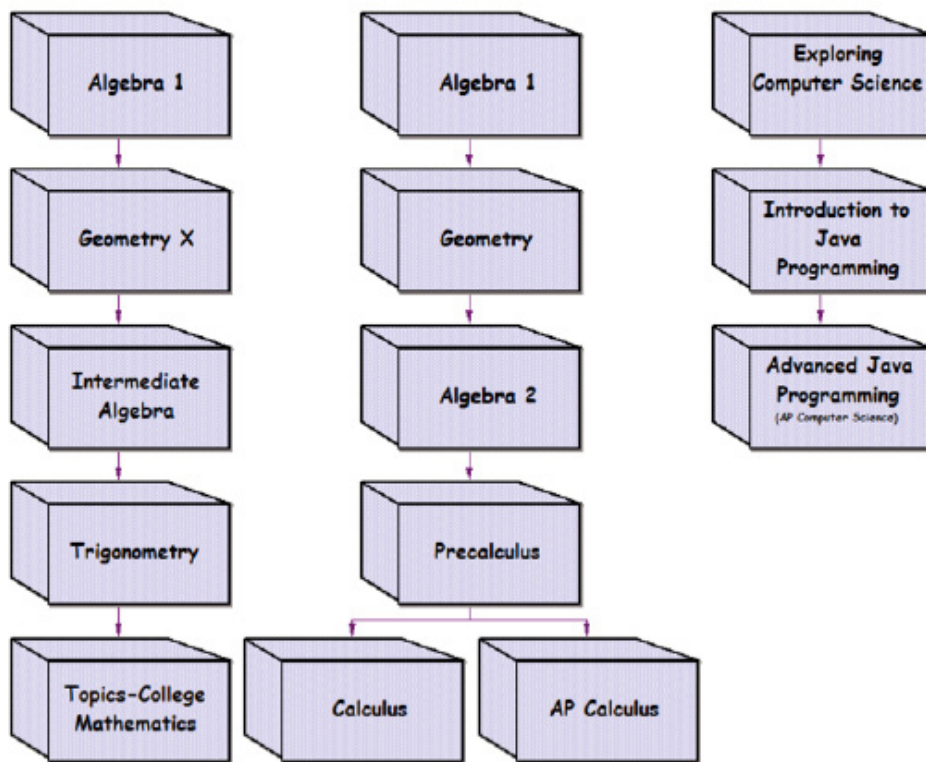 Algebra 1
Geometry X
Intermediate
Algebra
Trigonometry
Topics-College
Mathematics
Algebra 1
Geometry
Algebra 2
Precalculus
Calculus
AP Calculus
Exploring
Computer Science
Introduction to
Java
Programming
Advanced Java
Programming
(AP Computer Science)